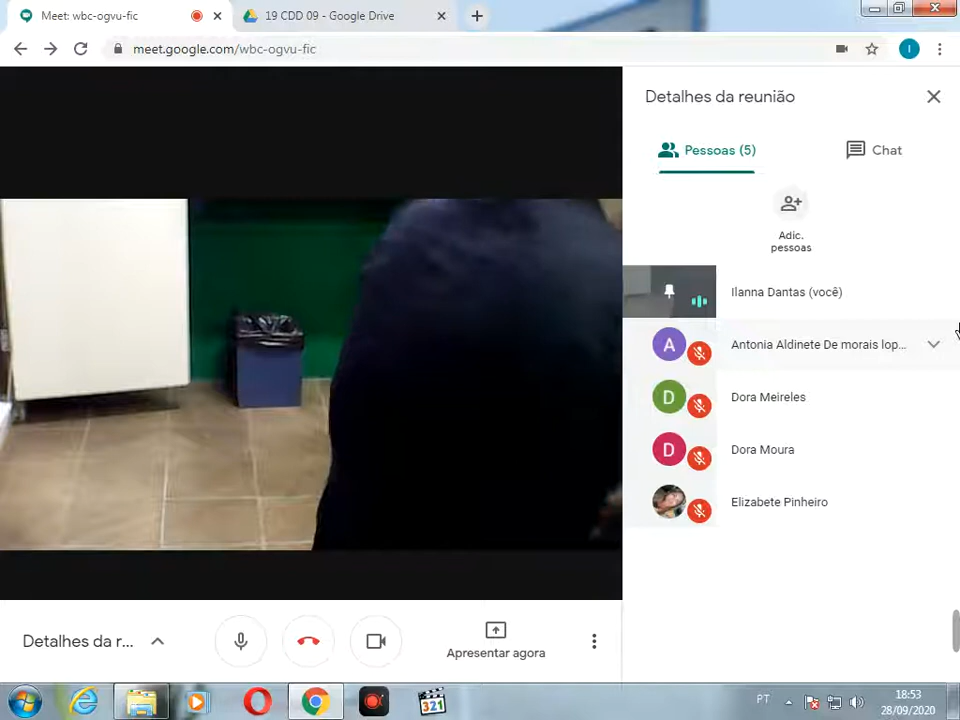 Meet: wbc-ogvu-fic
19 CDD 09 - Google Drive
meet.google.com/wbc-ogvu-fic
I
Detalhes da reunião
Pessoas (5)
Chat
Adic.
pessoas
Ilanna Dantas (você)
A
Antonia Aldinete De morais lop...
D
Dora Meireles
D
Dora Moura
Elizabete Pinheiro
Detalhes da r...
Apresentar agora
321
PT
18:53
28/09/2020